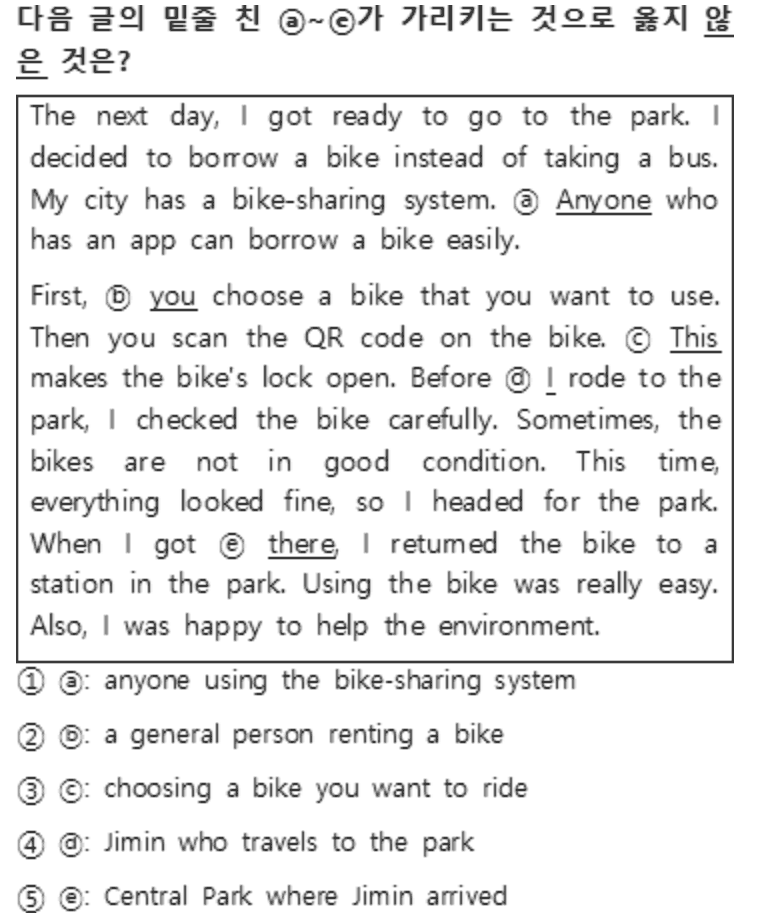 다음 글의 밑줄 친 ⓐ~ⓔ가 가리키는 것으로 옳지 않
은 것은?
The next day, I got ready to go to the park. I
decided to borrow a bike instead of taking a bus.
My city has a bike-sharing system. ⓐ Anyone who
has an app can borrow a bike easily.
First, ⓑ you choose a bike that you want to use.
Then you scan the QR code on the bike. ⓒ This
makes the bike's lock open. Before ⓓ I rode to the
park, I checked the bike carefully. Sometimes, the
bikes are not in good condition. This time,
everything looked fine, so I headed for the park.
When I got ⓔ there, I returned the bike to a
station in the park. Using the bike was really easy.
Also, I was happy to help the environment.
① ⓐ: anyone using the bike-sharing system
② ⓑ: a general person renting a bike
③ ⓒ: choosing a bike you want to ride
④ ⓓ: Jimin who travels to the park
⑤ ⓔ: Central Park where Jimin arrived